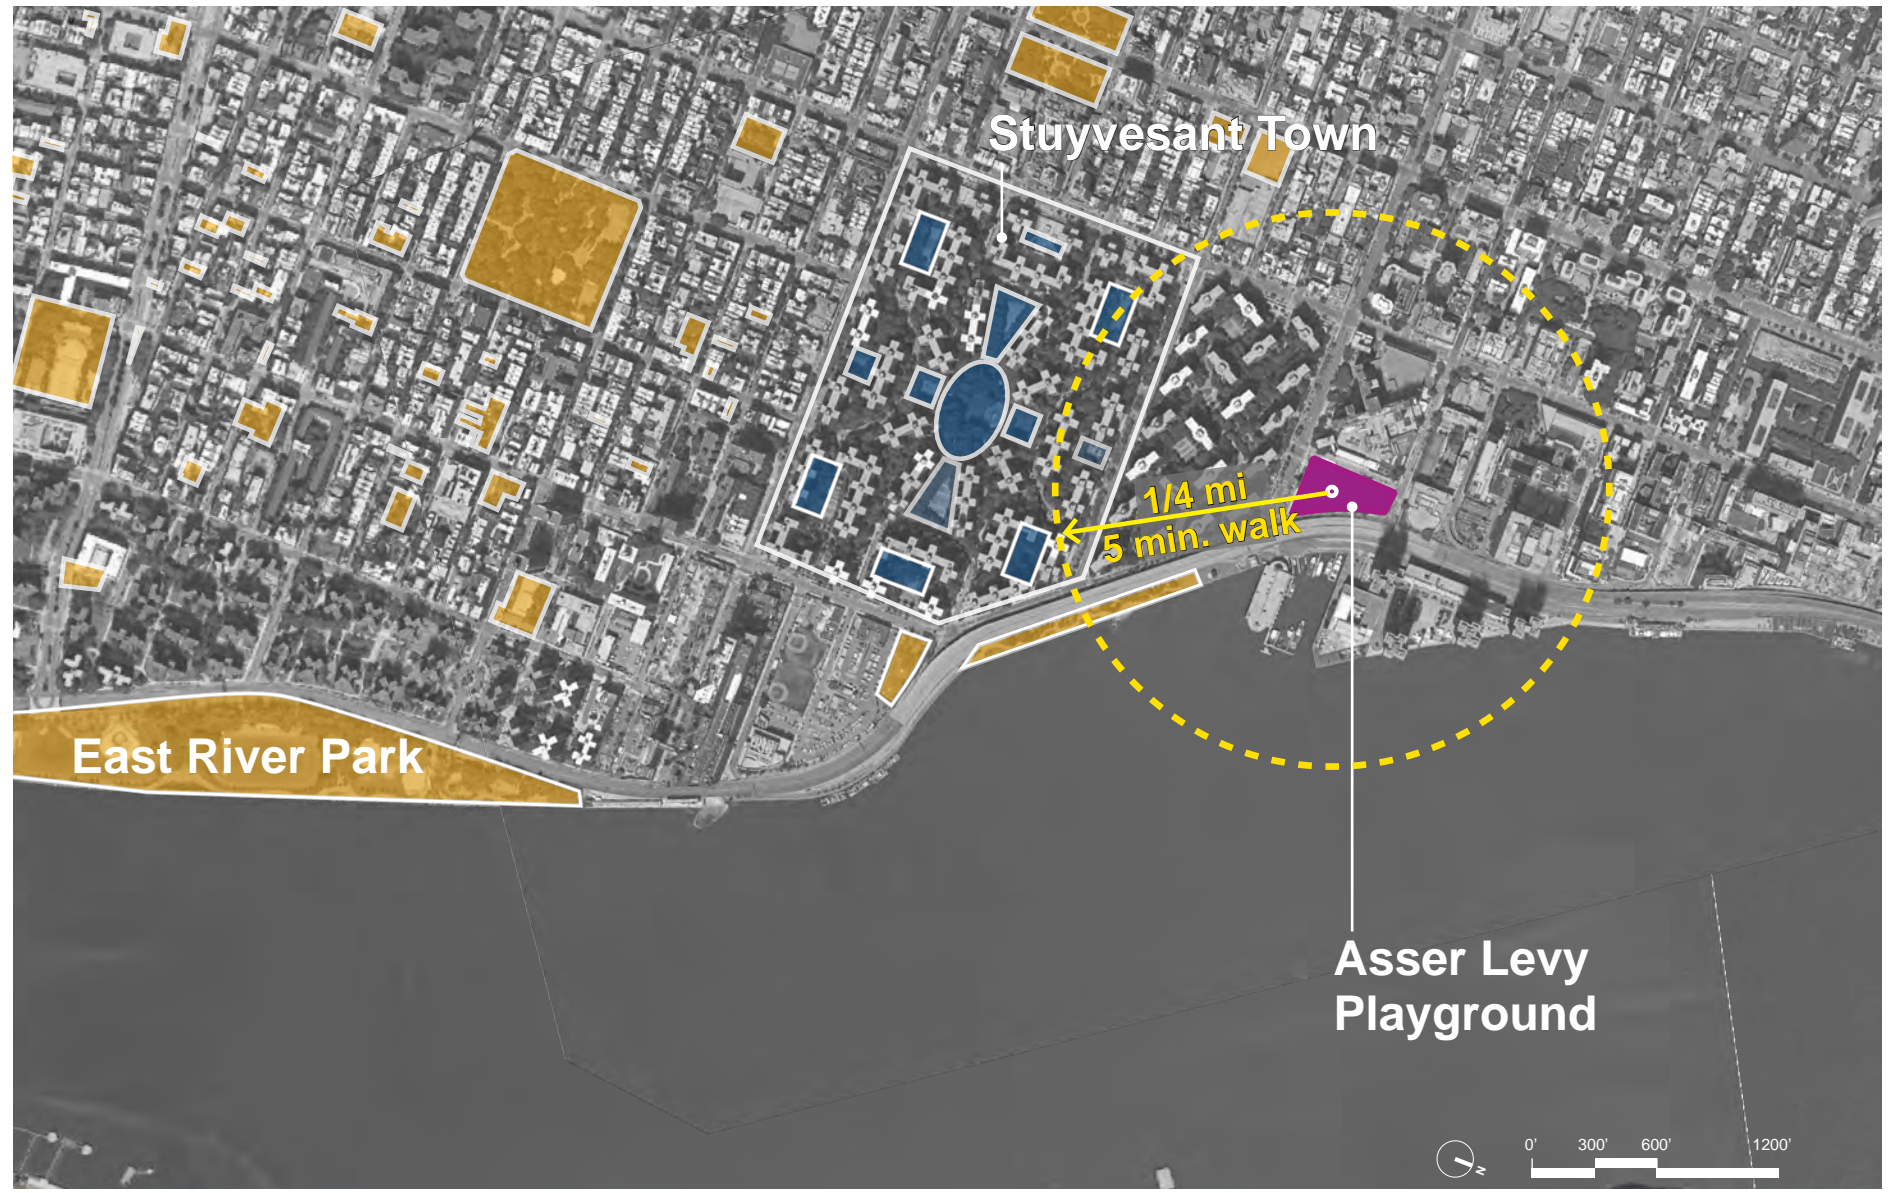 Stuyvesant Town
1/4 mi
5 min. walk
East River Park
Asser Levy
Playground
N
0' 300' 600' 1200'